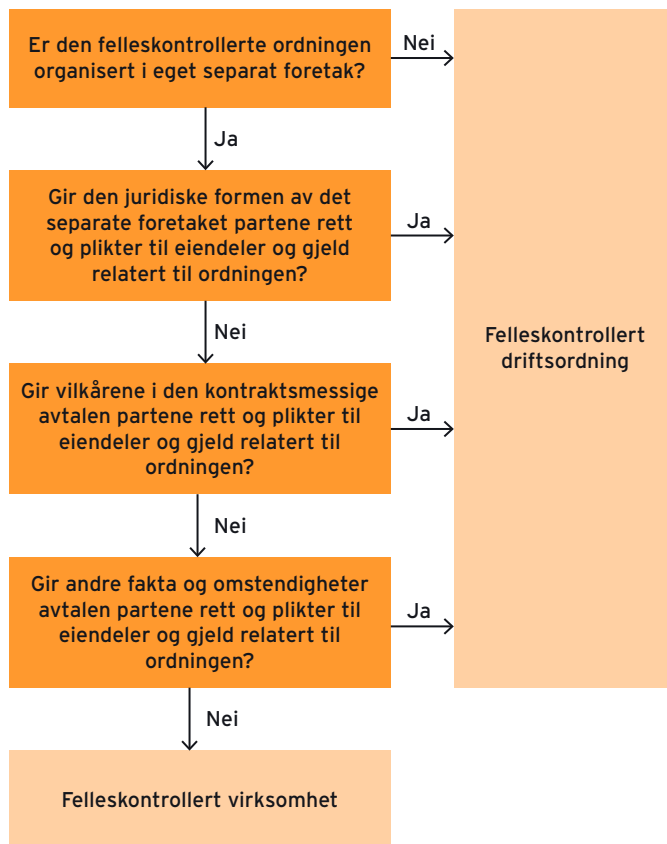 Er den felleskontrollerte ordningen
organisert i eget separat foretak?
Nei
Ja
Gir den juridiske formen av det
separate foretaket partene rett
og plikter til eiendeler og gjeld
relatert til ordningen?
Ja
Nei
Felleskontrollert
driftsordning
Gir vilkårene i den kontraktsmessige
avtalen partene rett og plikter til
eiendeler og gjeld relatert til
ordningen?
Ja
Nei
Gir andre fakta og omstendigheter
avtalen partene rett og plikter til
eiendeler og gjeld relatert til
ordningen?
Ja
Nei
Felleskontrollert virksomhet